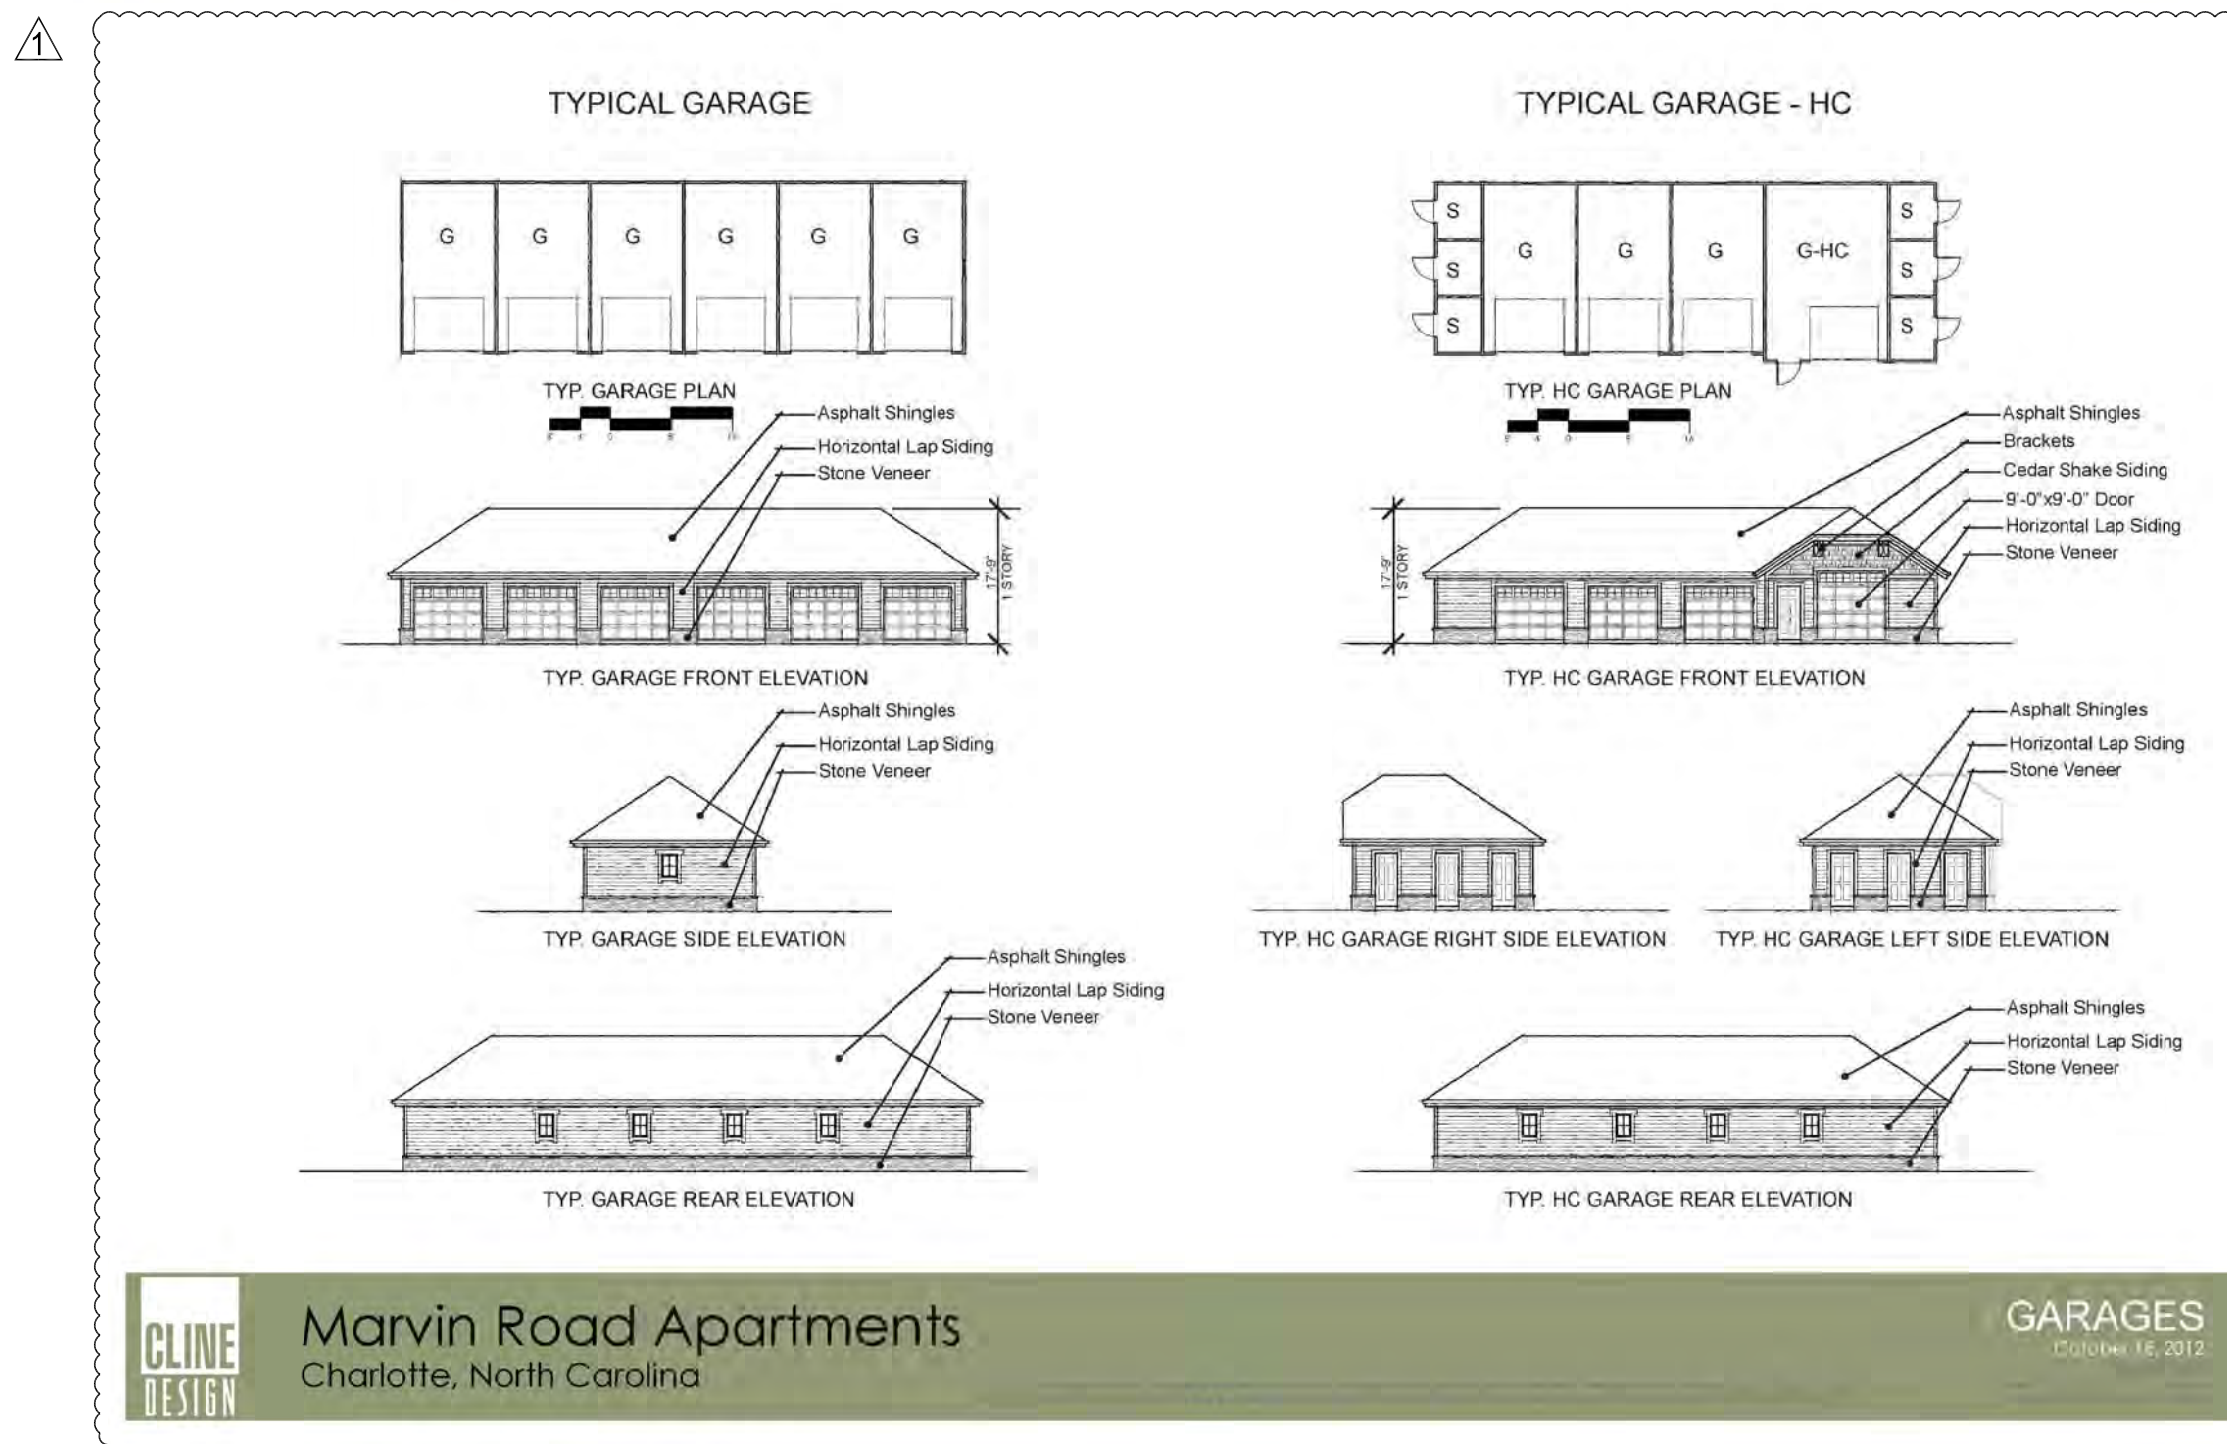 1
TYPICAL GARAGE
G G G G G G
TYP. GARAGE PLAN
Asphalt Shingles
Horizontal Lap Siding
Stone Veneer
17'-9"
1 STORY
TYP. GARAGE FRONT ELEVATION
Asphalt Shingles
Horizontal Lap Siding
Stone Veneer
TYP. GARAGE SIDE ELEVATION
Asphalt Shingles
Horizontal Lap Siding
Stone Veneer
TYP. GARAGE REAR ELEVATION
TYPICAL GARAGE - HC
S S
G G G G-HC
S S
S S
TYP. HC GARAGE PLAN
Asphalt Shingles
Brackets
Cedar Shake Siding
9'-0"x9'-0" Door
Horizontal Lap Siding
Stone Veneer
17'-9"
1 STORY
TYP. HC GARAGE FRONT ELEVATION
Asphalt Shingles
Horizontal Lap Siding
Stone Veneer
TYP. HC GARAGE RIGHT SIDE ELEVATION
TYP. HC GARAGE LEFT SIDE ELEVATION
Asphalt Shingles
Horizontal Lap Siding
Stone Veneer
TYP. HC GARAGE REAR ELEVATION
CLINE
DESIGN
Marvin Road Apartments
Charlotte, North Carolina
GARAGES
October 16, 2012